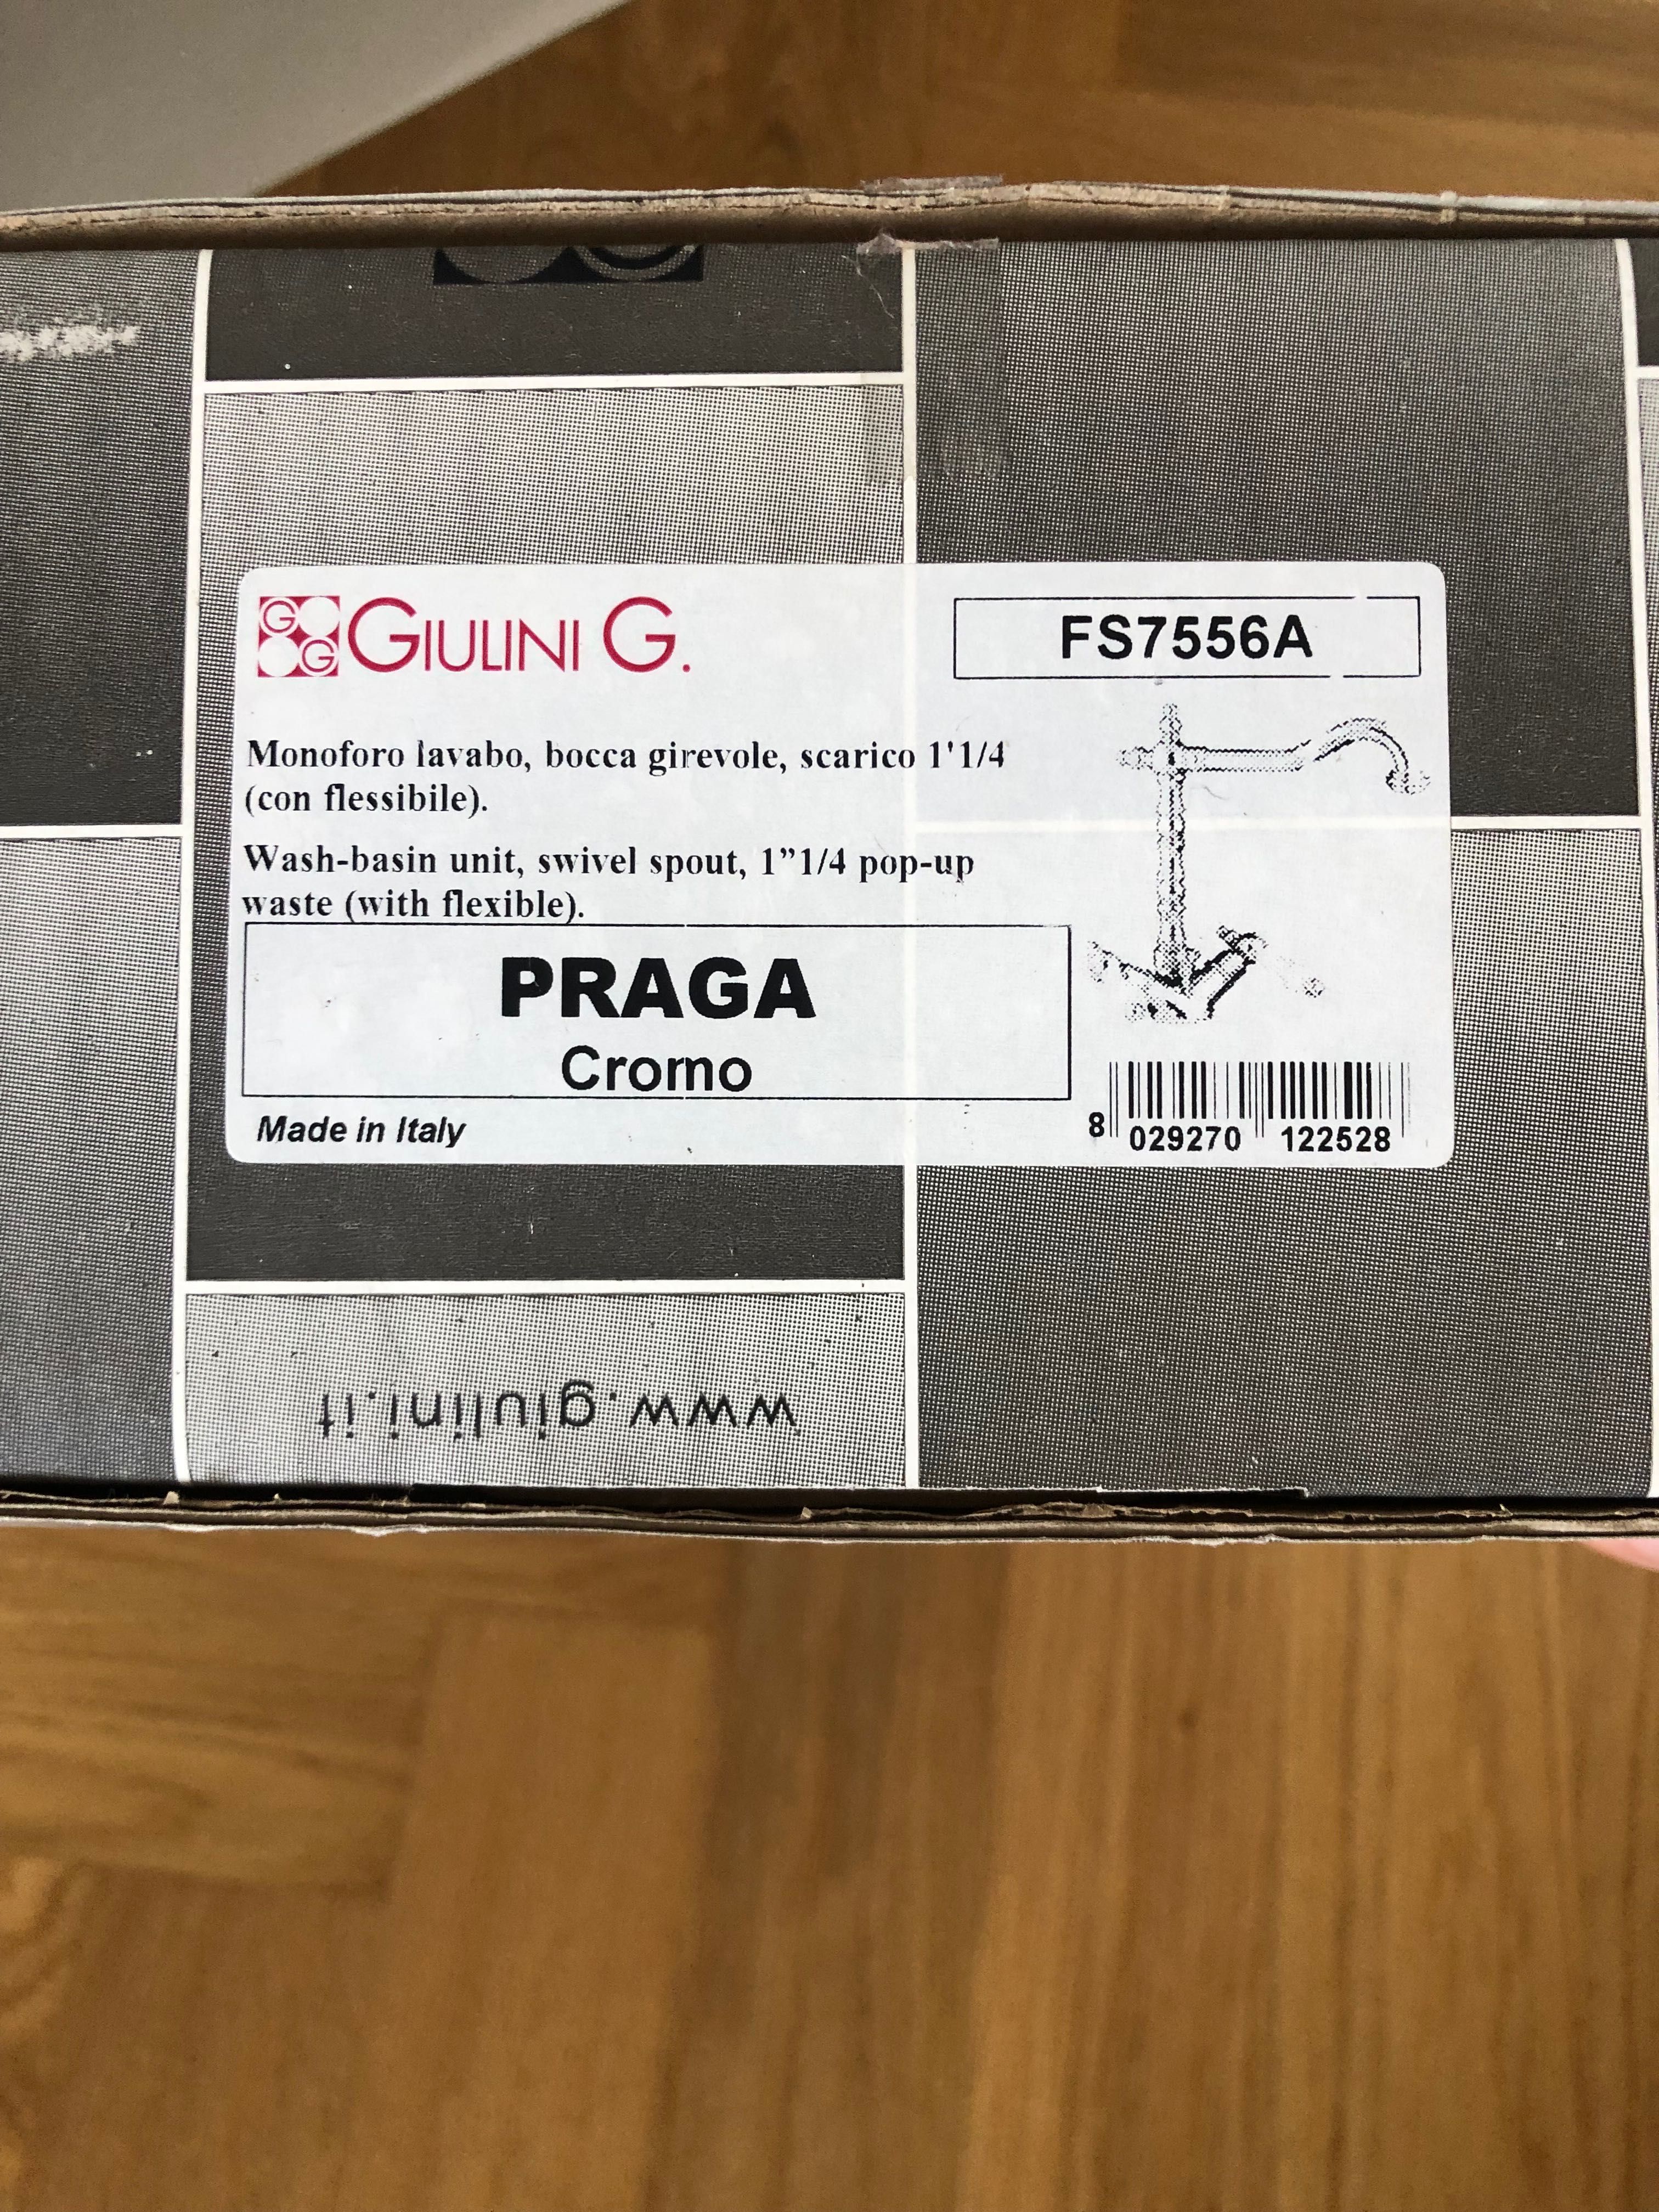 GIULINI G.
FS7556A
Monoforo lavabo, bocca girevole, scarico 1'1/4
(con flessibile).
Wash-basin unit, swivel spout, 1”1/4 pop-up
waste (with flexible).
PRAGA
Cromo
Made in Italy
8 029270 122528
www.giulini.it